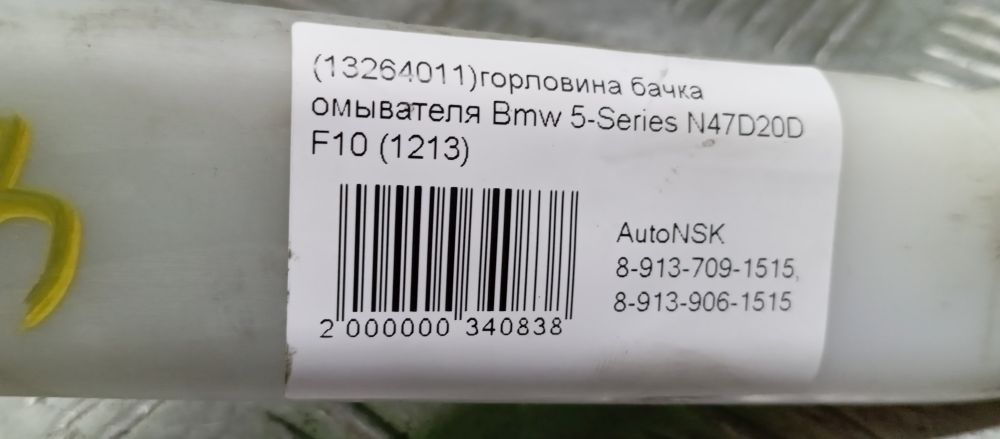 (13264011)горловина бачка
омывателя Bmw 5-Series N47D20D
F10 (1213)
AutoNSK
8-913-709-1515,
8-913-906-1515
2 000000 340838